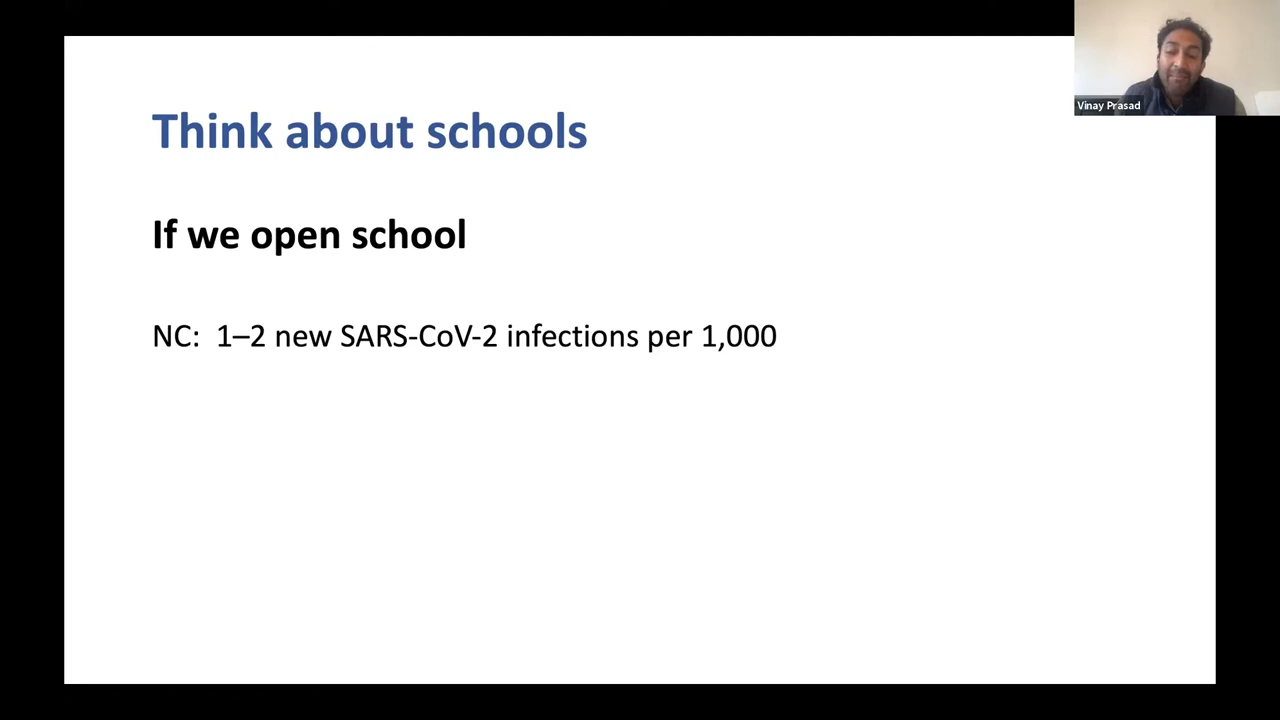 Think about schools
If we open school
NC:  1–2 new SARS-CoV-2 infections per 1,000
Vinay Prasad